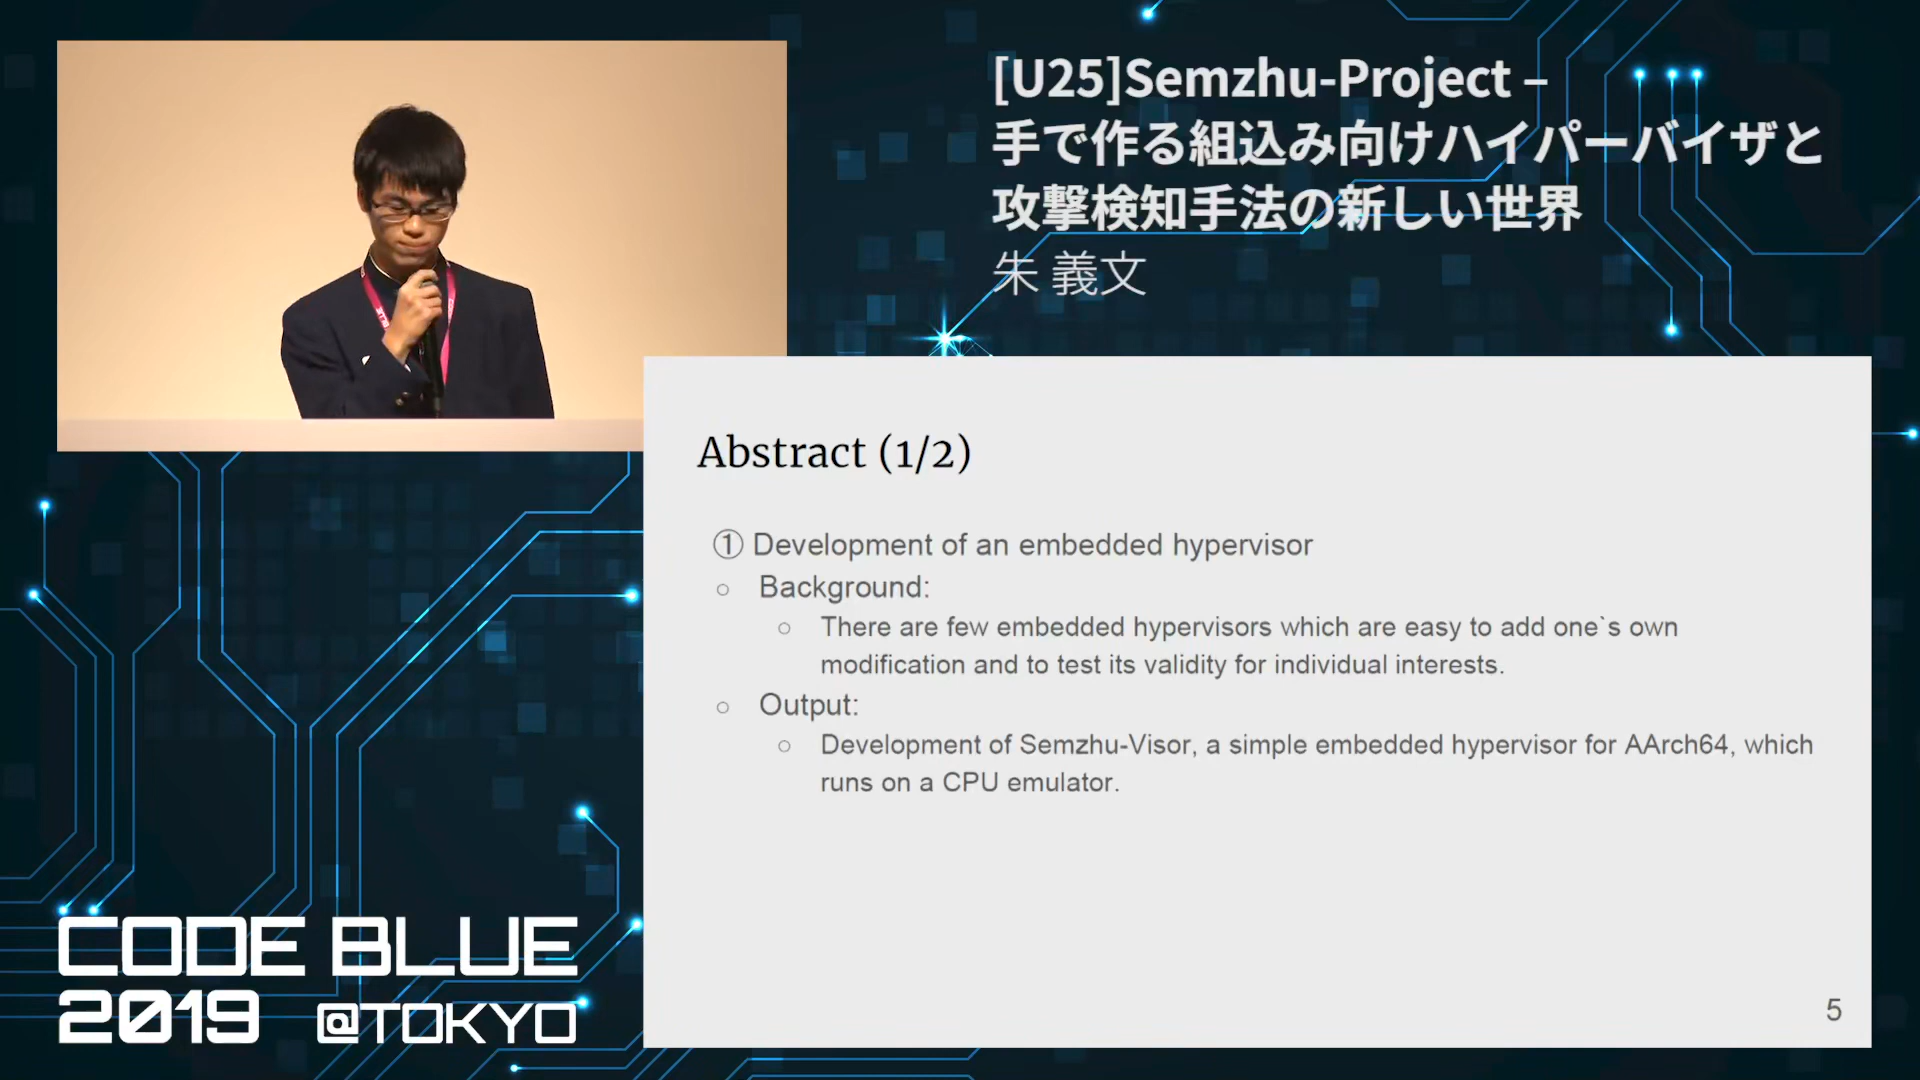 [U25]Semzhu-Project –
手で作る組込み向けハイパーバイザと
攻撃検知手法の新しい世界
朱 義文
Abstract (1/2)
① Development of an embedded hypervisor
○ Background:
○ There are few embedded hypervisors which are easy to add one`s own
modification and to test its validity for individual interests.
○ Output:
○ Development of Semzhu-Visor, a simple embedded hypervisor for AArch64, which
runs on a CPU emulator.
5
CODE BLUE
2019 @TOKYO